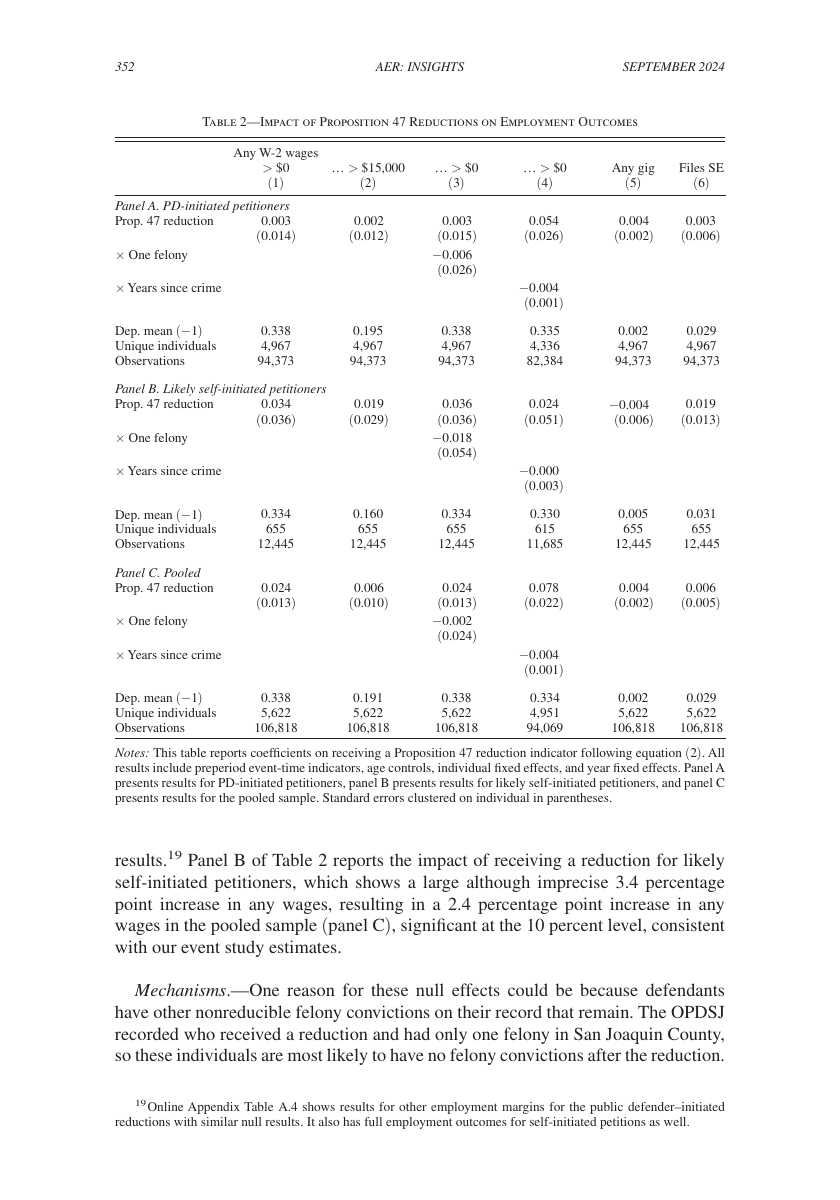 352 AER: INSIGHTS SEPTEMBER 2024
Table 2—Impact of Proposition 47 Reductions on Employment Outcomes
Any W-2 wages
> $0 … > $15,000 … > $0 … > $0 Any gig Files SE
(1) (2) (3) (4) (5) (6)
Panel A. PD-initiated petitioners
Prop. 47 reduction 0.003 0.002 0.003 0.054 0.004 0.003
(0.014) (0.012) (0.015) (0.026) (0.002) (0.006)
× One felony −0.006
(0.026)
× Years since crime −0.004
(0.001)
Dep. mean (−1) 0.338 0.195 0.338 0.335 0.002 0.029
Unique individuals 4,967 4,967 4,967 4,336 4,967 4,967
Observations 94,373 94,373 94,373 82,384 94,373 94,373
Panel B. Likely self-initiated petitioners
Prop. 47 reduction 0.034 0.019 0.036 0.024 −0.004 0.019
(0.036) (0.029) (0.036) (0.051) (0.006) (0.013)
× One felony −0.018
(0.054)
× Years since crime −0.000
(0.003)
Dep. mean (−1) 0.334 0.160 0.334 0.330 0.005 0.031
Unique individuals 655 655 655 615 655 655
Observations 12,445 12,445 12,445 11,685 12,445 12,445
Panel C. Pooled
Prop. 47 reduction 0.024 0.006 0.024 0.078 0.004 0.006
(0.013) (0.010) (0.013) (0.022) (0.002) (0.005)
× One felony −0.002
(0.024)
× Years since crime −0.004
(0.001)
Dep. mean (−1) 0.338 0.191 0.338 0.334 0.002 0.029
Unique individuals 5,622 5,622 5,622 4,951 5,622 5,622
Observations 106,818 106,818 106,818 94,069 106,818 106,818
Notes: This table reports coefficients on receiving a Proposition 47 reduction indicator following equation (2). All
results include preperiod event-time indicators, age controls, individual fixed effects, and year fixed effects. Panel A
presents results for PD-initiated petitioners, panel B presents results for likely self-initiated petitioners, and panel C
presents results for the pooled sample. Standard errors clustered on individual in parentheses.
results.19 Panel B of Table 2 reports the impact of receiving a reduction for likely
self-initiated petitioners, which shows a large although imprecise 3.4 percentage
point increase in any wages, resulting in a 2.4 percentage point increase in any
wages in the pooled sample (panel C), significant at the 10 percent level, consistent
with our event study estimates.
Mechanisms.—One reason for these null effects could be because defendants
have other nonreducible felony convictions on their record that remain. The OPDSJ
recorded who received a reduction and had only one felony in San Joaquin County,
so these individuals are most likely to have no felony convictions after the reduction.
19 Online Appendix Table A.4 shows results for other employment margins for the public defender–initiated
reductions with similar null results. It also has full employment outcomes for self-initiated petitions as well.